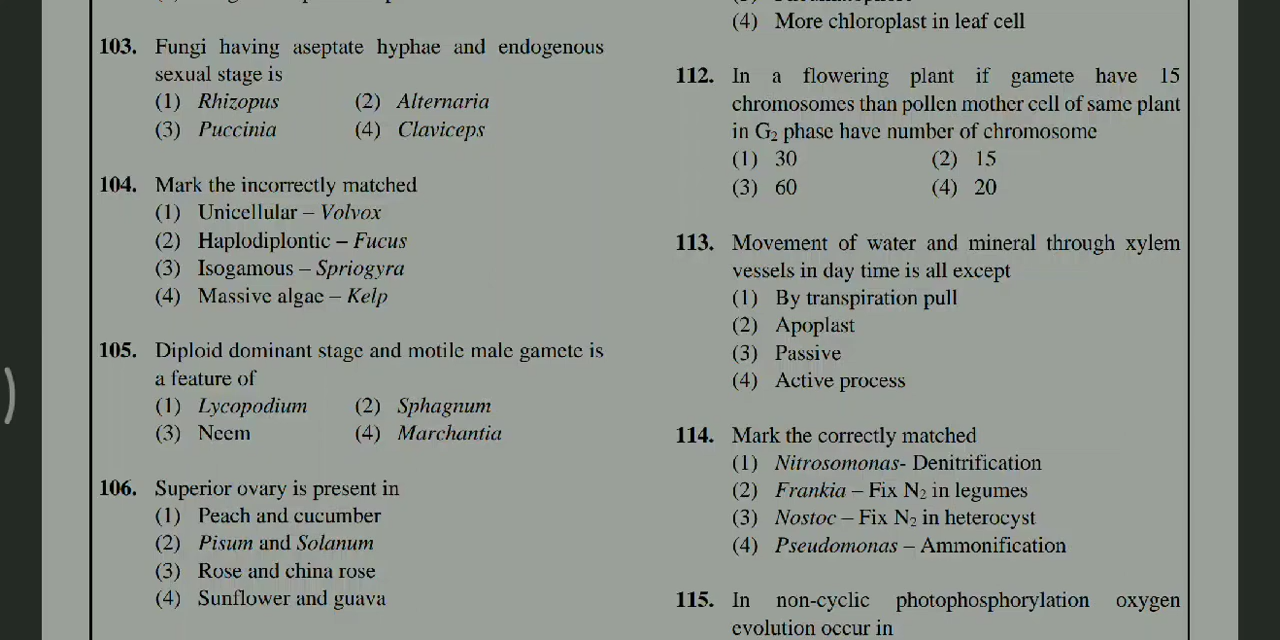 103. Fungi having aseptate hyphae and endogenous
sexual stage is
(1) Rhizopus (2) Alternaria
(3) Puccinia (4) Claviceps
104. Mark the incorrectly matched
(1) Unicellular – Volvox
(2) Haplodiplontic – Fucus
(3) Isogamous – Spriogyra
(4) Massive algae – Kelp
105. Diploid dominant stage and motile male gamete is
a feature of
(1) Lycopodium (2) Sphagnum
(3) Neem (4) Marchantia
106. Superior ovary is present in
(1) Peach and cucumber
(2) Pisum and Solanum
(3) Rose and china rose
(4) Sunflower and guava
(4) More chloroplast in leaf cell
112. In a flowering plant if gamete have 15
chromosomes than pollen mother cell of same plant
in G₂ phase have number of chromosome
(1) 30 (2) 15
(3) 60 (4) 20
113. Movement of water and mineral through xylem
vessels in day time is all except
(1) By transpiration pull
(2) Apoplast
(3) Passive
(4) Active process
114. Mark the correctly matched
(1) Nitrosomonas- Denitrification
(2) Frankia – Fix N₂ in legumes
(3) Nostoc – Fix N₂ in heterocyst
(4) Pseudomonas – Ammonification
115. In non-cyclic photophosphorylation oxygen
evolution occur in